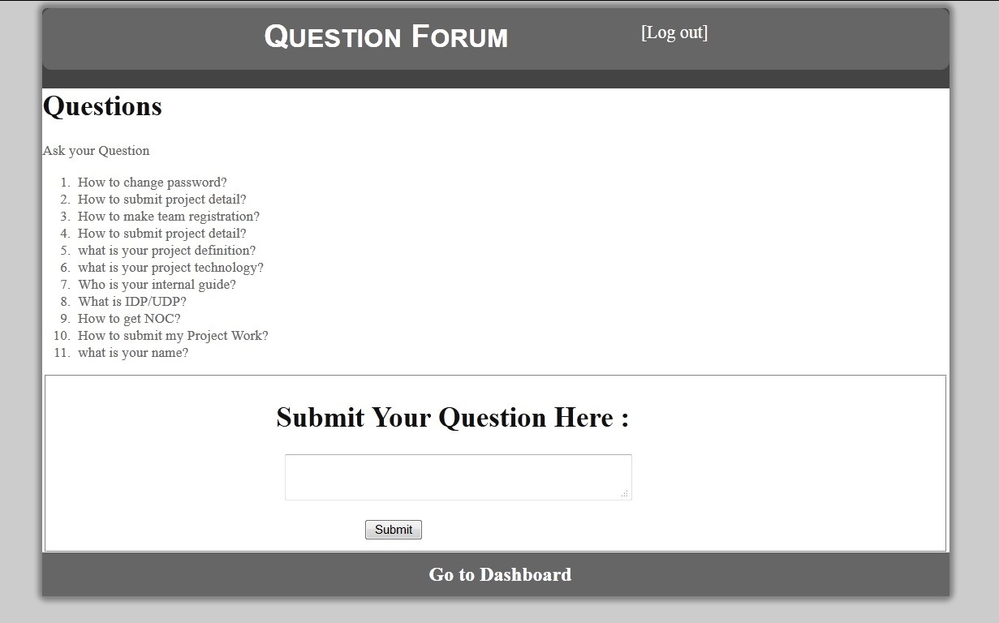 QUESTION FORUM
[Log out]
Questions
Ask your Question
1. How to change password?
2. How to submit project detail?
3. How to make team registration?
4. How to submit project detail?
5. what is your project definition?
6. what is your project technology?
7. Who is your internal guide?
8. What is IDP/UDP?
9. How to get NOC?
10. How to submit my Project Work?
11. what is your name?
Submit Your Question Here :
Submit
Go to Dashboard